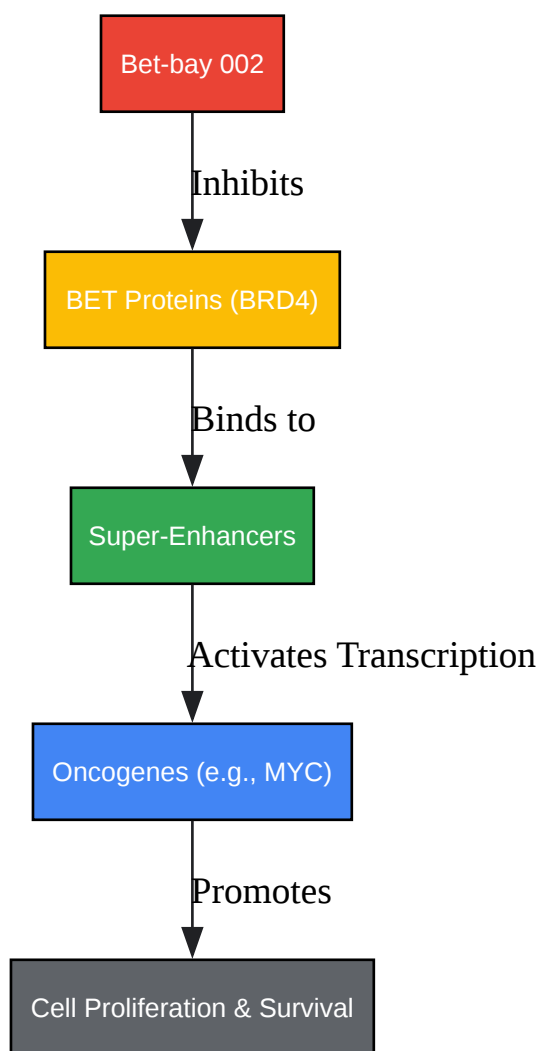 Bet-bay 002
Inhibits
BET Proteins (BRD4)
Binds to
Super-Enhancers
Activates Transcription
Oncogenes (e.g., MYC)
Promotes
Cell Proliferation & Survival